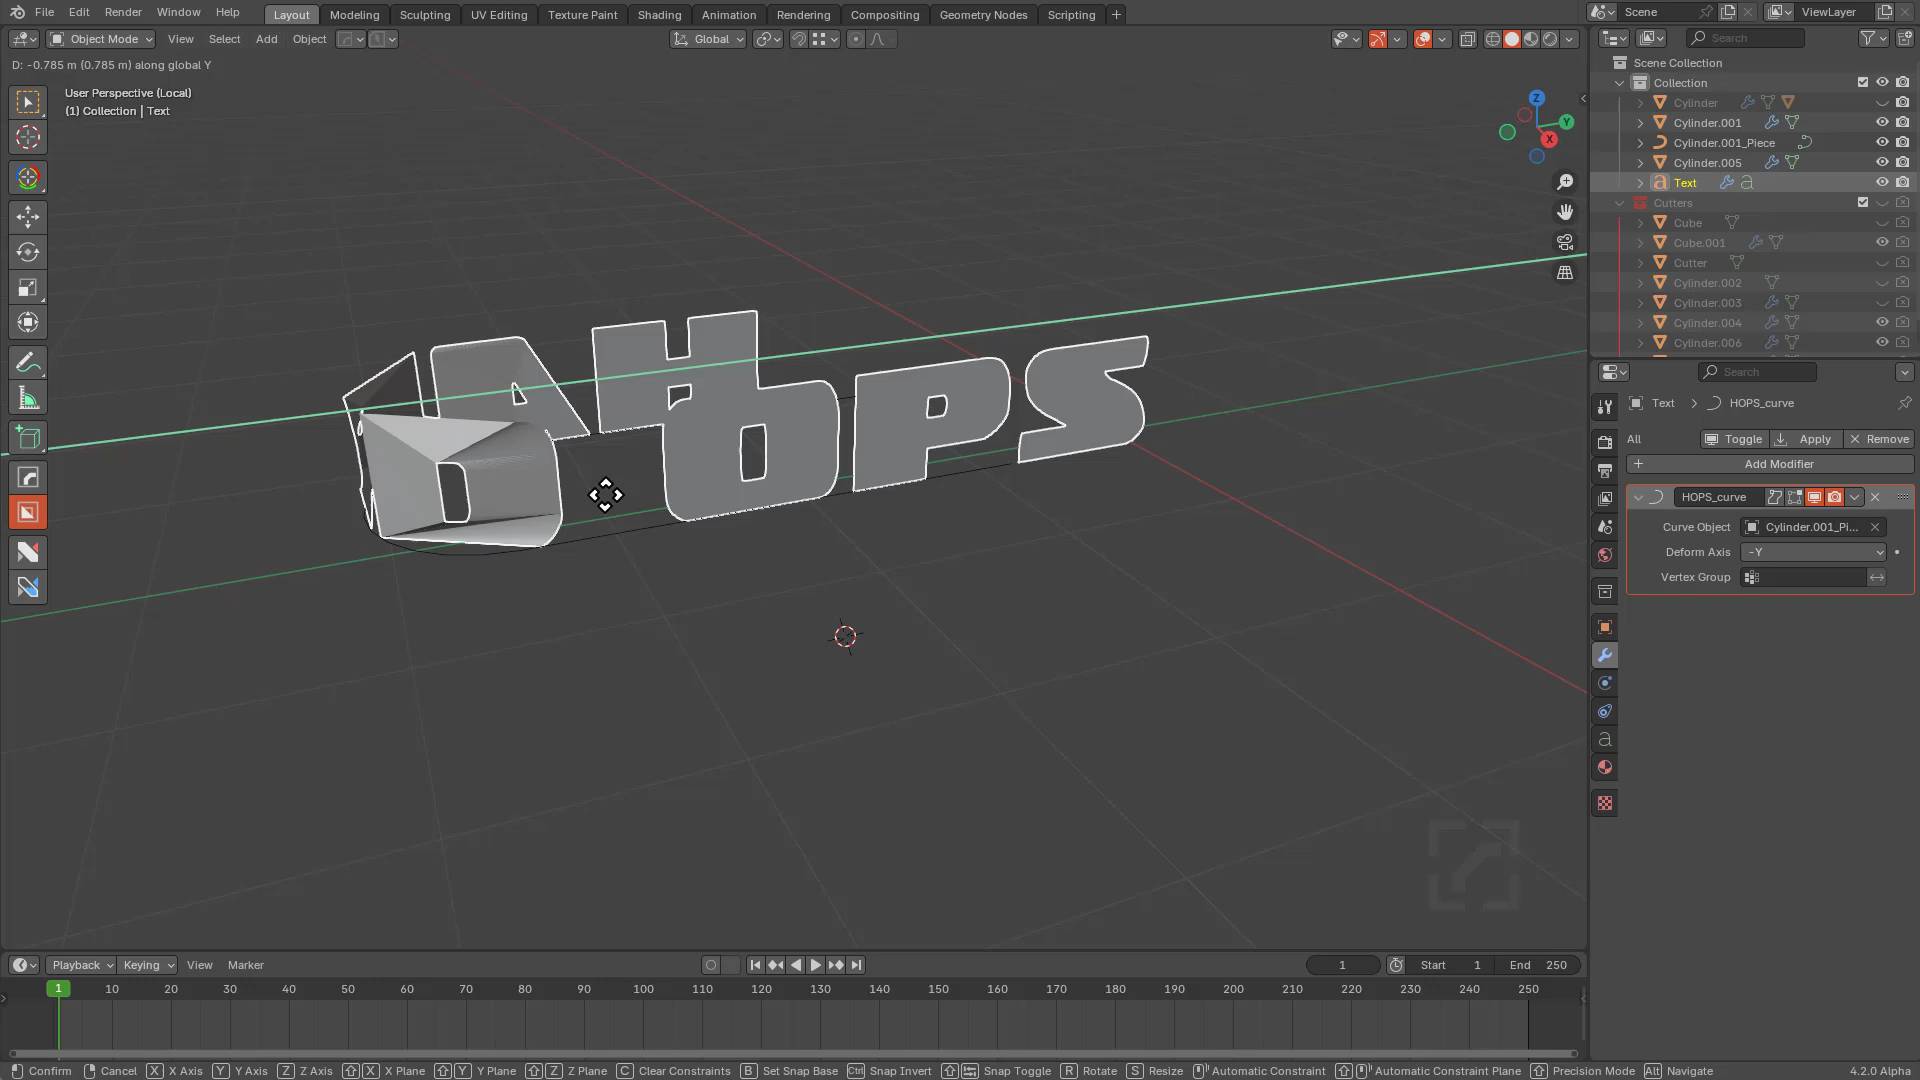 File Edit Render Window Help
Layout Modeling Sculpting UV Editing Texture Paint Shading Animation Rendering Compositing Geometry Nodes Scripting +
Scene
ViewLayer
Object Mode View Select Add Object
Global
Search
D: -0.785 m (0.785 m) along global Y
User Perspective (Local)
(1) Collection | Text
Z
Y
X
Scene Collection
Collection
Cylinder
Cylinder.001
Cylinder.001_Piece
Cylinder.005
Text
Cutters
Cube
Cube.001
Cutter
Cylinder.002
Cylinder.003
Cylinder.004
Cylinder.006
Search
Text > HOPS_curve
All Toggle Apply Remove
Add Modifier
HOPS_curve
Curve Object Cylinder.001_Pi...
Deform Axis -Y
Vertex Group
Playback Keying View Marker
1 Start 1 End 250
1 10 20 30 40 50 60 70 80 90 100 110 120 130 140 150 160 170 180 190 200 210 220 230 240 250
Confirm Cancel X X Axis Y Y Axis Z Z Axis X X Plane Y Y Plane Z Z Plane C Clear Constraints B Set Snap Base Ctrl Snap Invert Snap Toggle R Rotate S Resize Automatic Constraint Automatic Constraint Plane Precision Mode Alt Navigate 4.2.0 Alpha